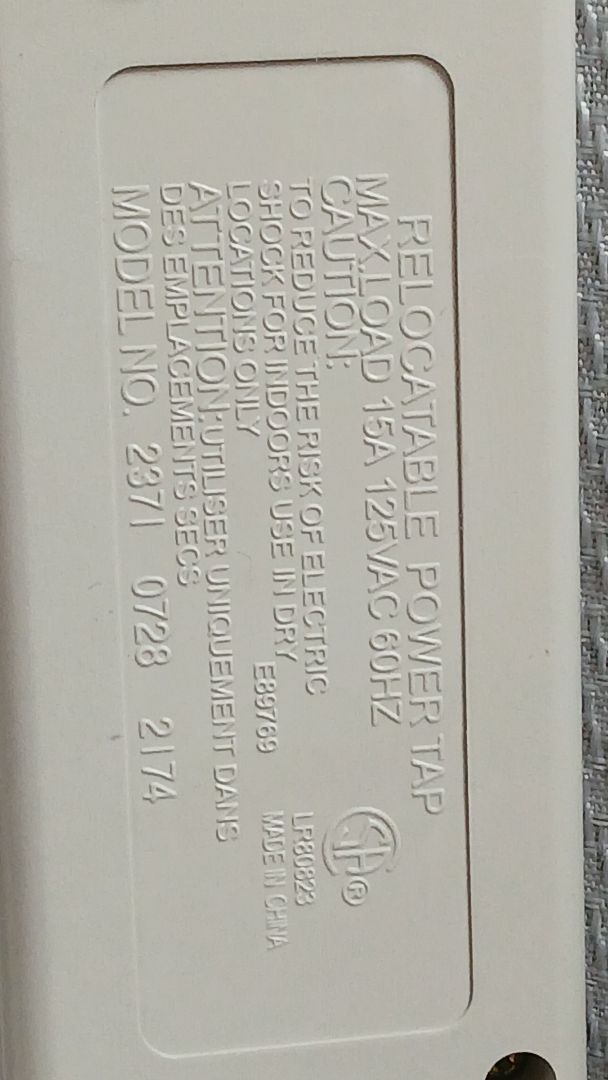 RELOCATABLE POWER TAP
MAX.LOAD 15A 125VAC 60HZ
CAUTION:
TO REDUCE THE RISK OF ELECTRIC
SHOCK FOR INDOORS USE IN DRY
LOCATIONS ONLY
E89769
LR80823
MADE IN CHINA
ATTENTION:UTILISER UNIQUEMENT DANS
DES EMPLACEMENTS SECS
MODEL NO. 2371 0728 2174